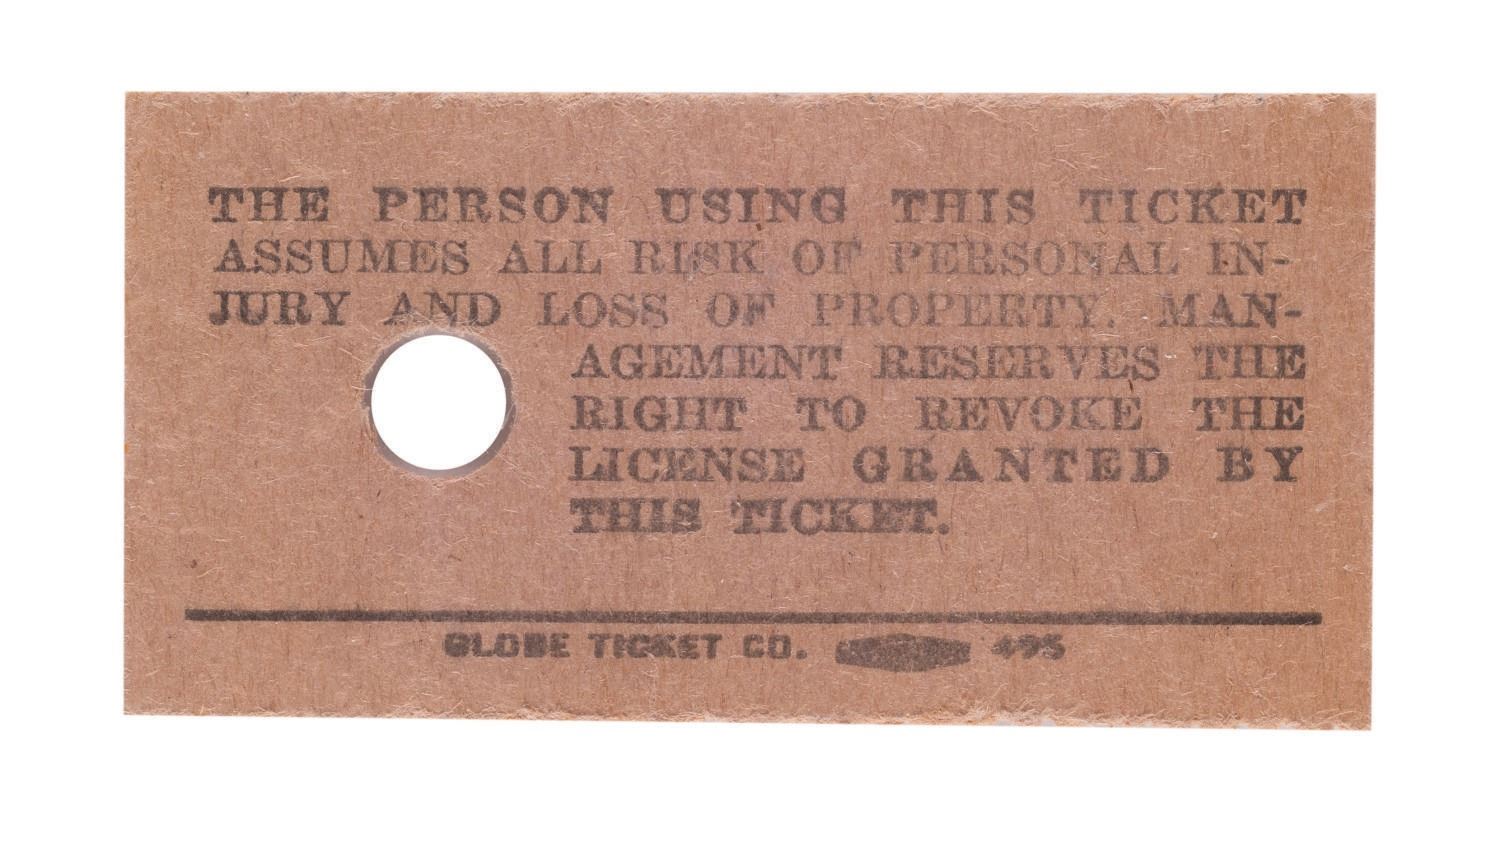 THE PERSON USING THIS TICKET
ASSUMES ALL RISK OF PERSONAL IN-
JURY AND LOSS OF PROPERTY. MAN-
AGEMENT RESERVES THE
RIGHT TO REVOKE THE
LICENSE GRANTED BY
THIS TICKET.
GLOBE TICKET CO. 495